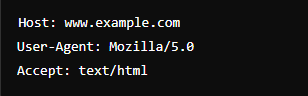 Host: www.example.com
User-Agent: Mozilla/5.0
Accept: text/html